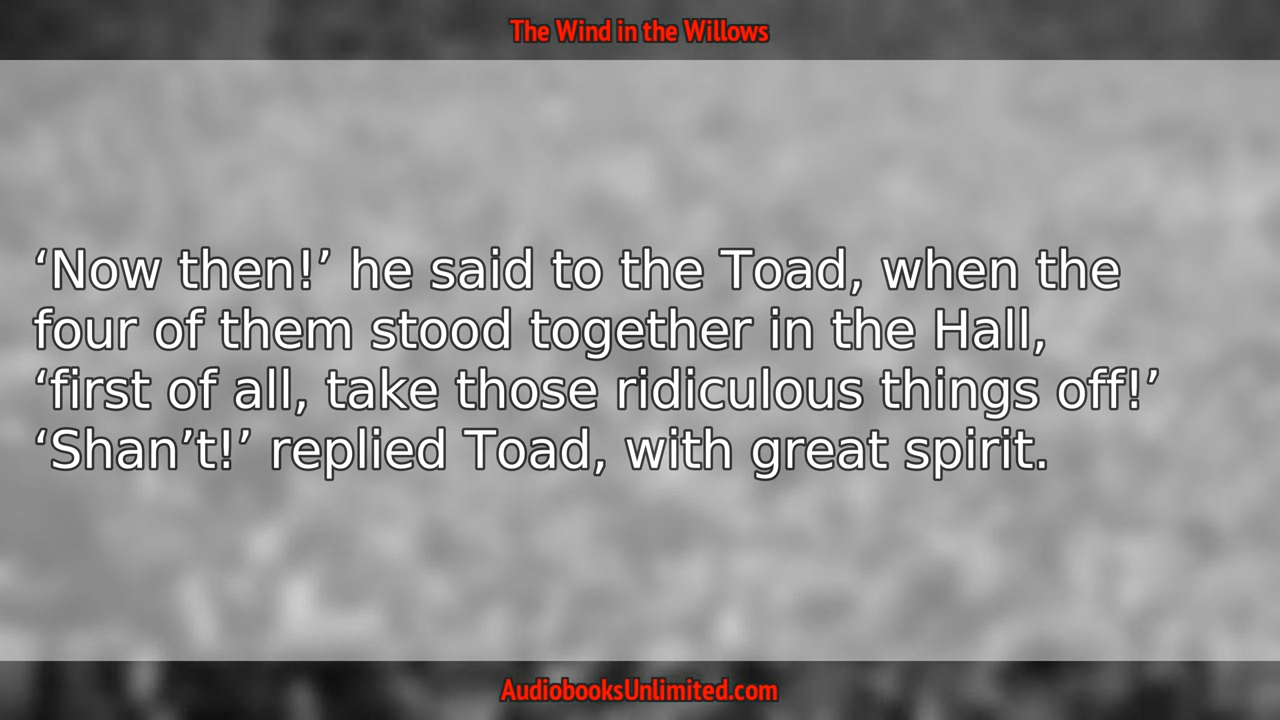 The Wind in the Willows
‘Now then!’ he said to the Toad, when the
four of them stood together in the Hall,
‘first of all, take those ridiculous things off!’
‘Shan’t!’ replied Toad, with great spirit.
AudiobooksUnlimited.com